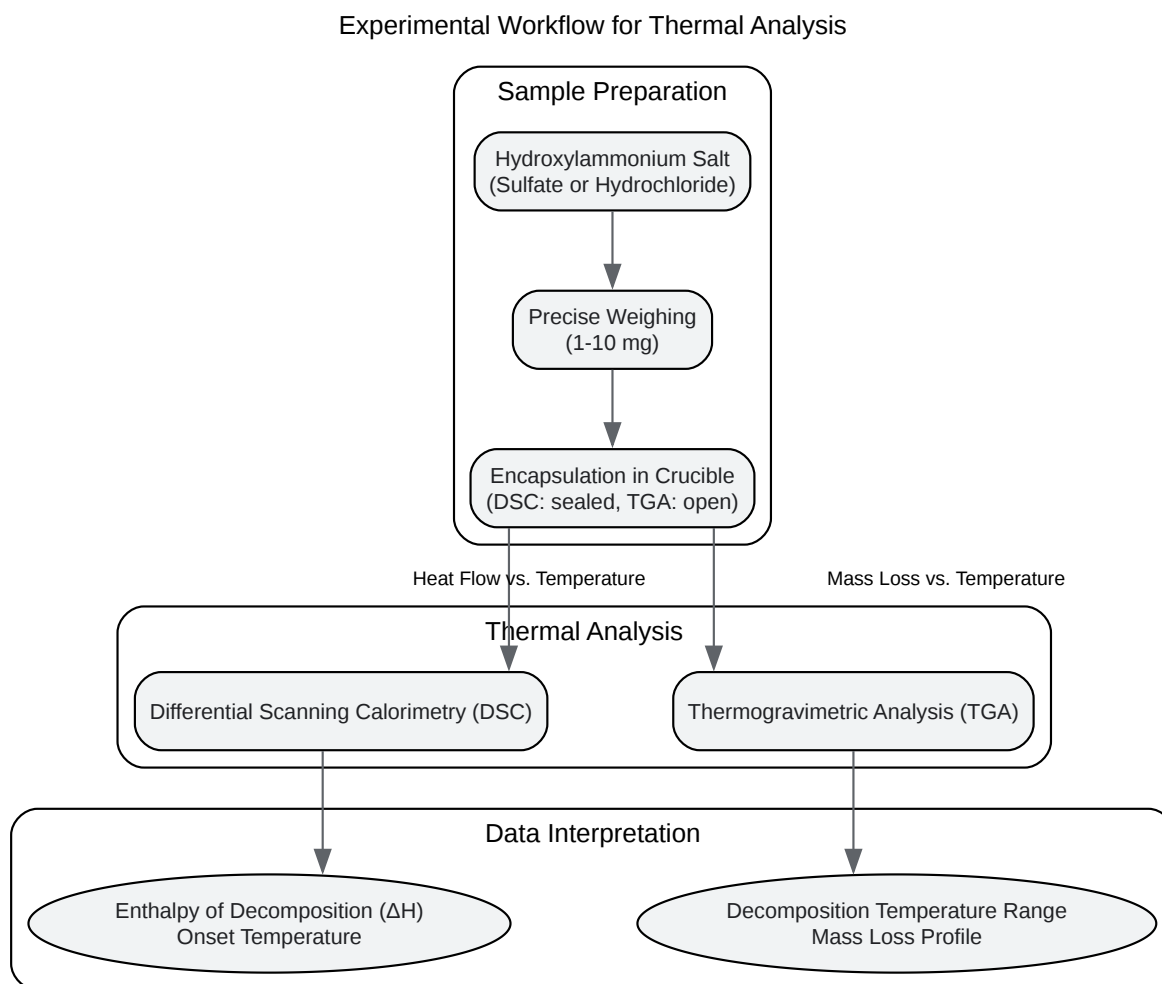 Experimental Workflow for Thermal Analysis
Sample Preparation
Hydroxylammonium Salt
(Sulfate or Hydrochloride)
Precise Weighing
(1-10 mg)
Encapsulation in Crucible
(DSC: sealed, TGA: open)
Heat Flow vs. Temperature
Mass Loss vs. Temperature
Thermal Analysis
Differential Scanning Calorimetry (DSC)
Thermogravimetric Analysis (TGA)
Data Interpretation
Enthalpy of Decomposition (ΔH)
Onset Temperature
Decomposition Temperature Range
Mass Loss Profile